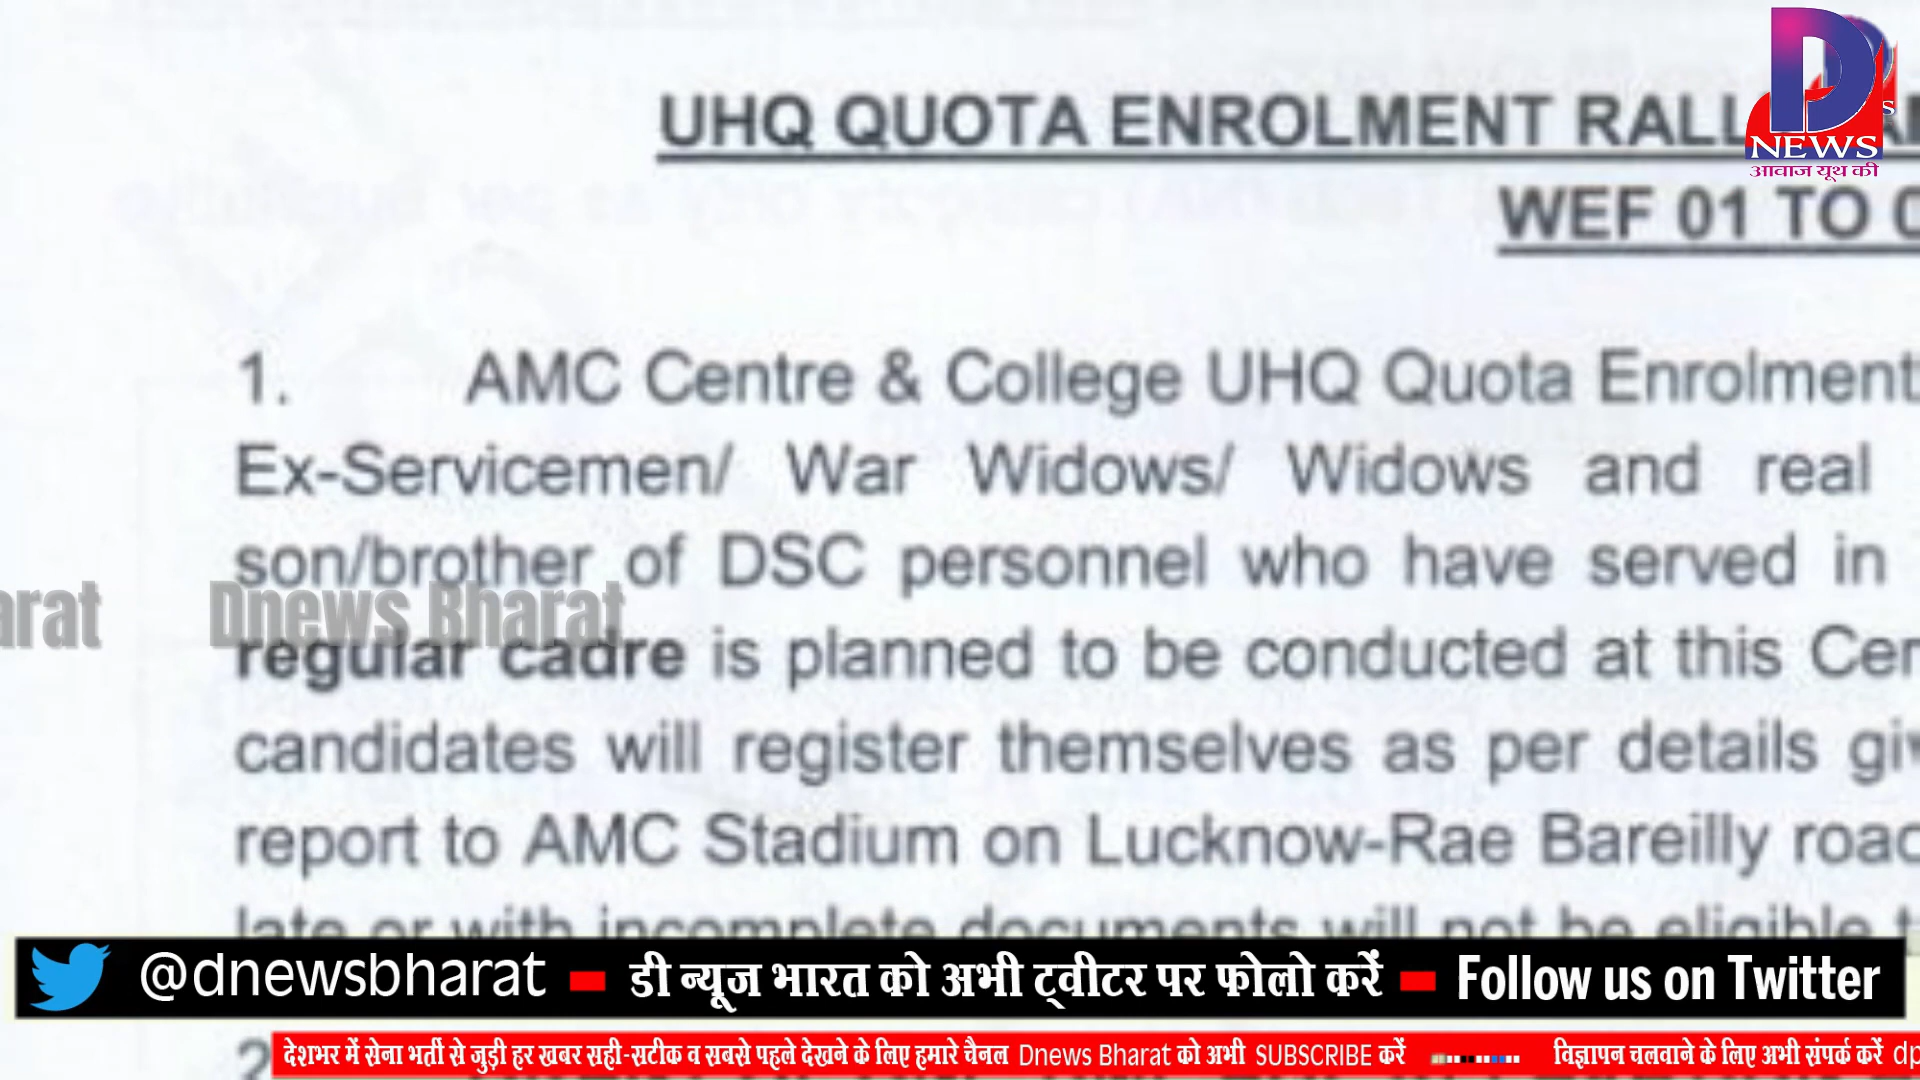 UHQ QUOTA ENROLMENT RALL
WEF 01 TO 0
D
NEWS
आवाज यूथ की
1. AMC Centre & College UHQ Quota Enrolment
Ex-Servicemen/ War Widows/ Widows and real
son/brother of DSC personnel who have served in
Dnews Bharat
arat
regular cadre is planned to be conducted at this Cen
candidates will register themselves as per details giv
report to AMC Stadium on Lucknow-Rae Bareilly road
late or with incomplete documents will not be eligible t
@dnewsbharat - डी न्यूज भारत को अभी ट्वीटर पर फोलो करें - Follow us on Twitter
2
देशभर में सेना भर्ती से जुड़ी हर खबर सही-सटीक व सबसे पहले देखने के लिए हमारे चैनल Dnews Bharat को अभी SUBSCRIBE करें विज्ञापन चलवाने के लिए अभी संपर्क करें dp